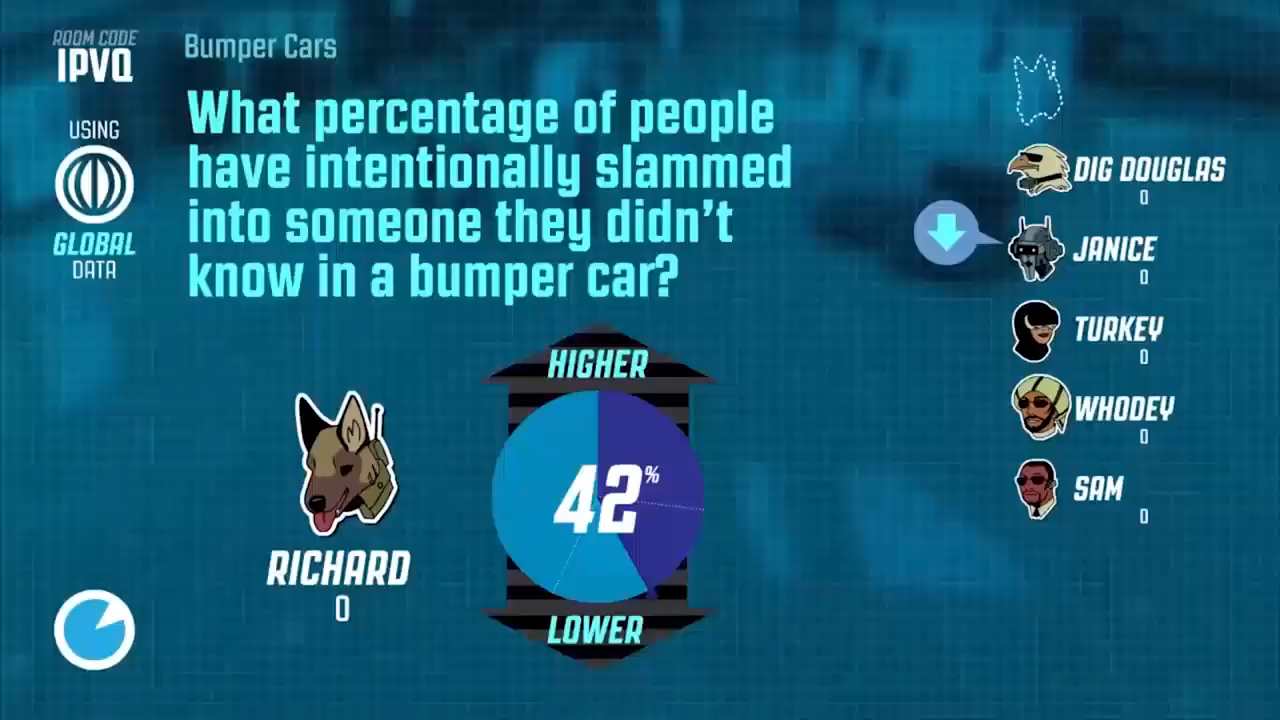 ROOM CODE
IPVQ
USING
GLOBAL
DATA
Bumper Cars
What percentage of people
have intentionally slammed
into someone they didn't
know in a bumper car?
HIGHER
42%
LOWER
RICHARD
0
DIG DOUGLAS
0
JANICE
0
TURKEY
0
WHODEY
0
SAM
0